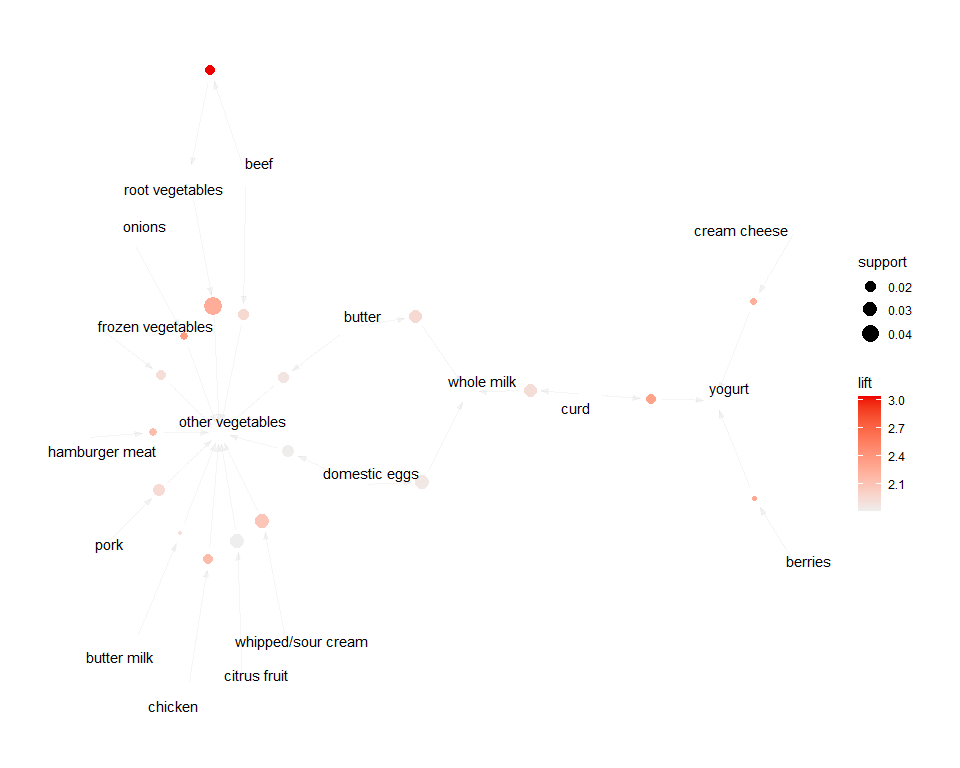 beef
root vegetables
onions
cream cheese
support
0.02
0.03
0.04
butter
frozen vegetables
whole milk
yogurt
lift
3.0
2.7
2.4
2.1
curd
other vegetables
hamburger meat
domestic eggs
pork
berries
butter milk
whipped/sour cream
citrus fruit
chicken